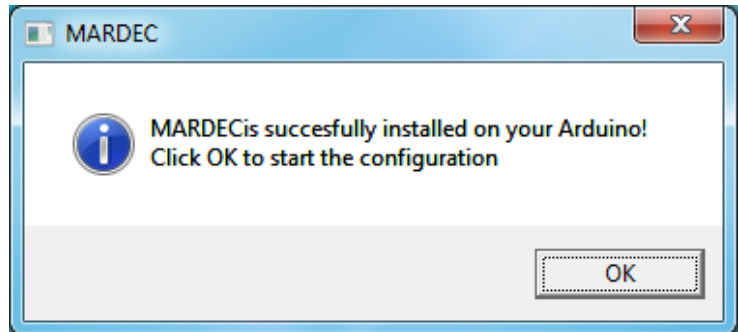 MARDEC
MARDECis succesfully installed on your Arduino!
Click OK to start the configuration
OK